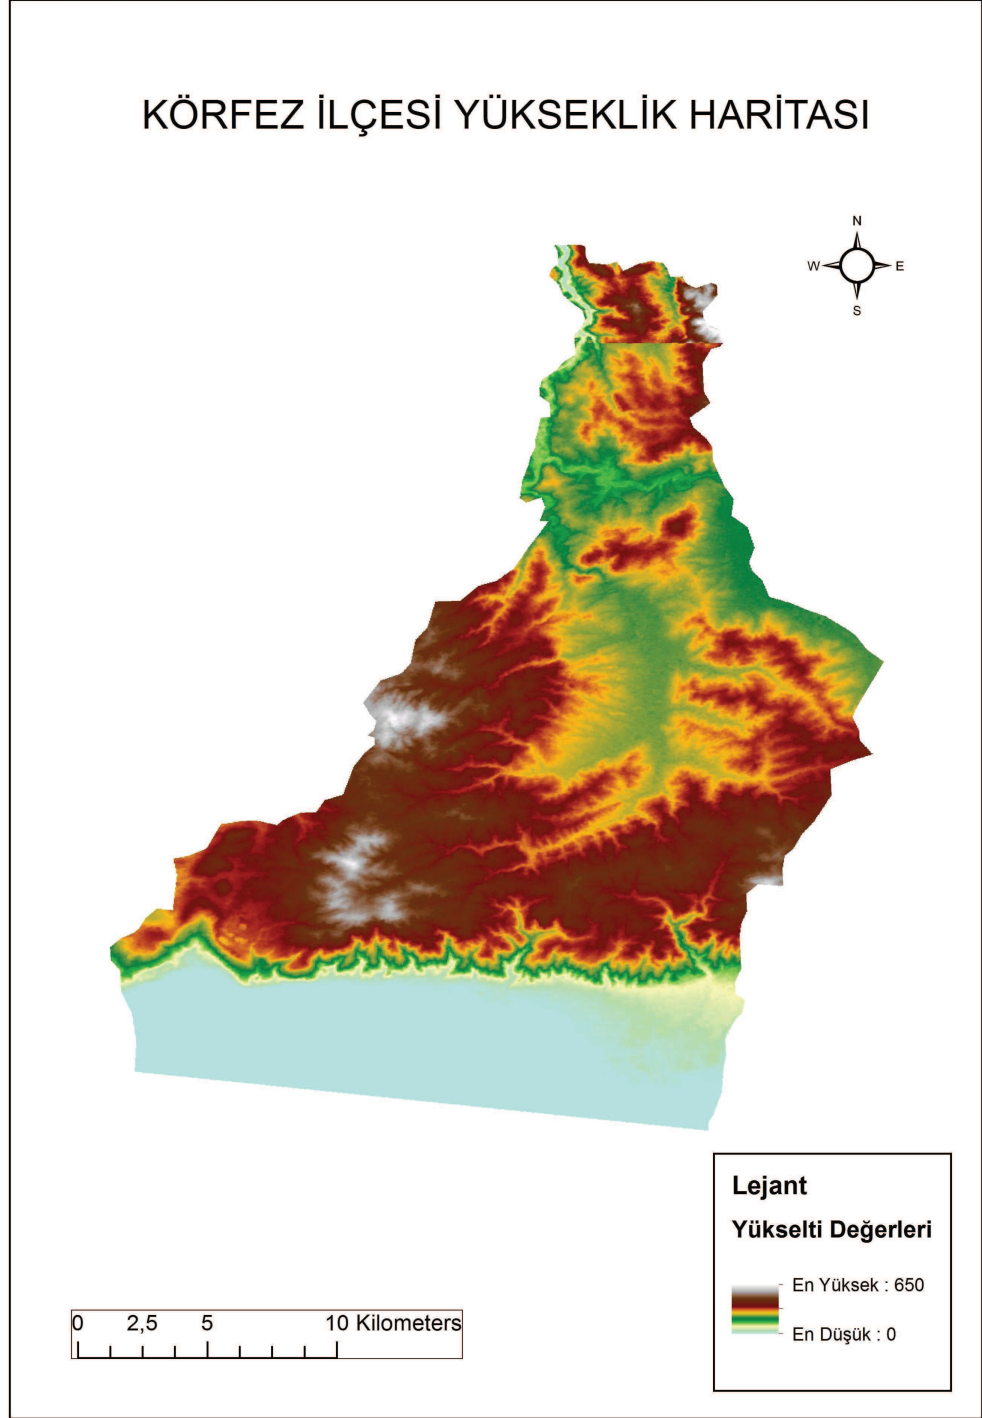 KÖRFEZ İLÇESİ YÜKSEKLİK HARİTASI
N
W E
S
Lejant
Yükselti Değerleri
En Yüksek : 650
En Düşük : 0
0 2,5 5 10 Kilometers